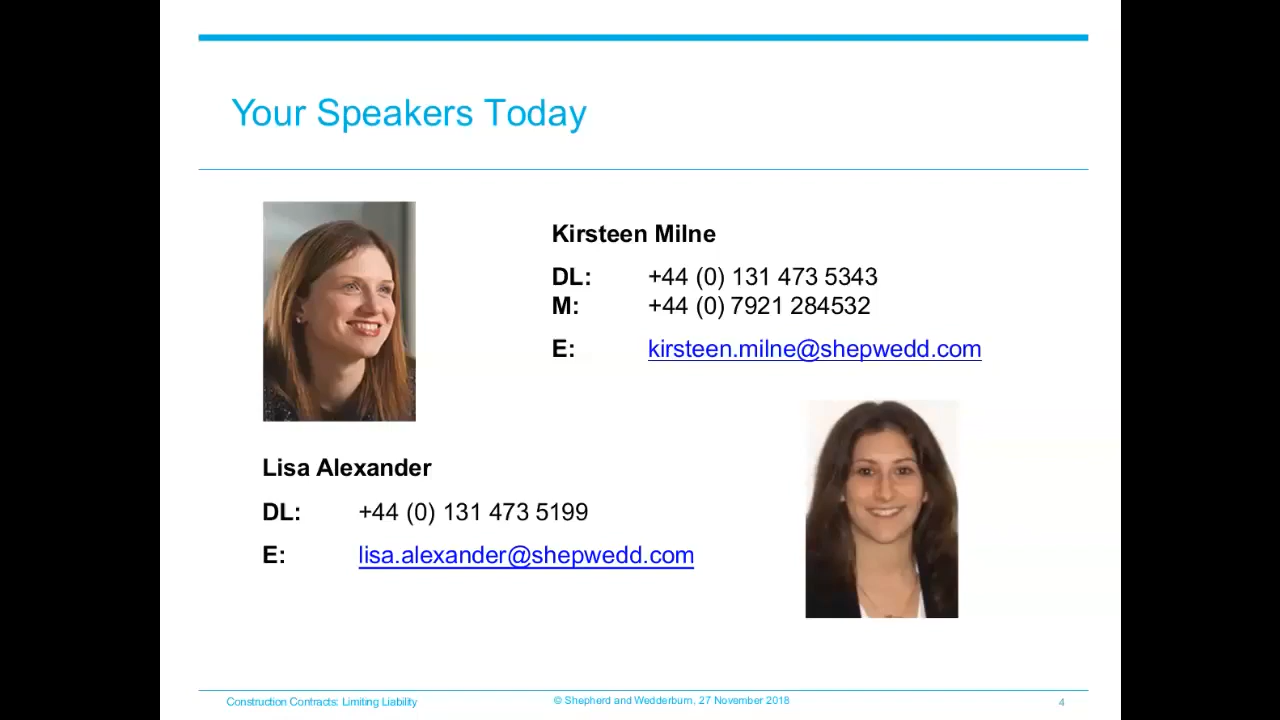 Your Speakers Today
Kirsteen Milne
DL: +44 (0) 131 473 5343
M: +44 (0) 7921 284532
E: kirsteen.milne@shepwedd.com
Lisa Alexander
DL: +44 (0) 131 473 5199
E: lisa.alexander@shepwedd.com
Construction Contracts: Limiting Liability
© Shepherd and Wedderburn, 27 November 2018
4